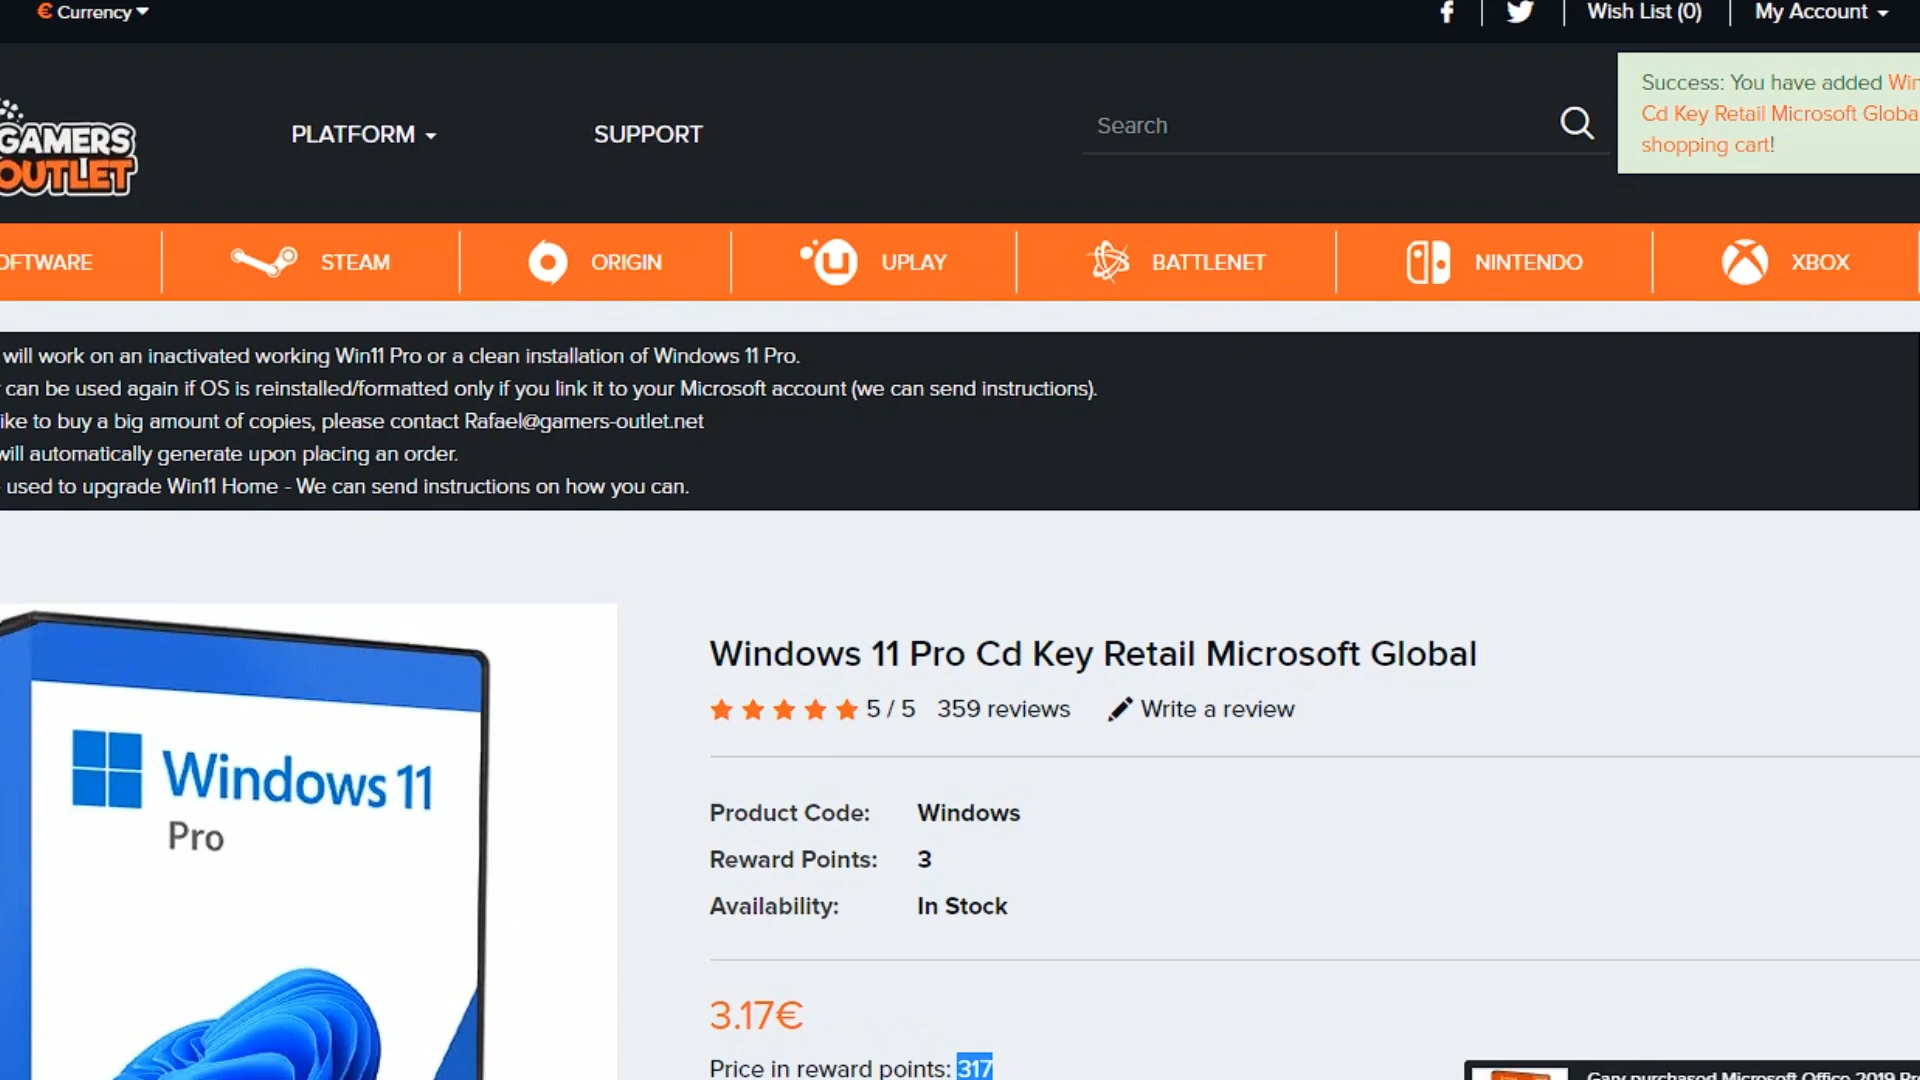 € Currency
Wish List (0)
My Account
Success: You have added
Cd Key Retail Microsoft
shopping cart!
GAMERS
OUTLET
PLATFORM
SUPPORT
Search
STEAM
ORIGIN
UPLAY
BATTLENET
NINTENDO
XBOX
will work on an inactivated working Win11 Pro or a clean installation of Windows 11 Pro.
can be used again if OS is reinstalled/formatted only if you link it to your Microsoft account (we can send instructions).
to buy a big amount of copies, please contact Rafael@gamers-outlet.net
will automatically generate upon placing an order.
used to upgrade Win11 Home - We can send instructions on how you can.
Windows 11
Pro
Windows 11 Pro Cd Key Retail Microsoft Global
5 / 5 359 reviews Write a review
Product Code: Windows
Reward Points: 3
Availability: In Stock
3.17€
Price in reward points: 317
Gary purchased Microsoft Office 2019